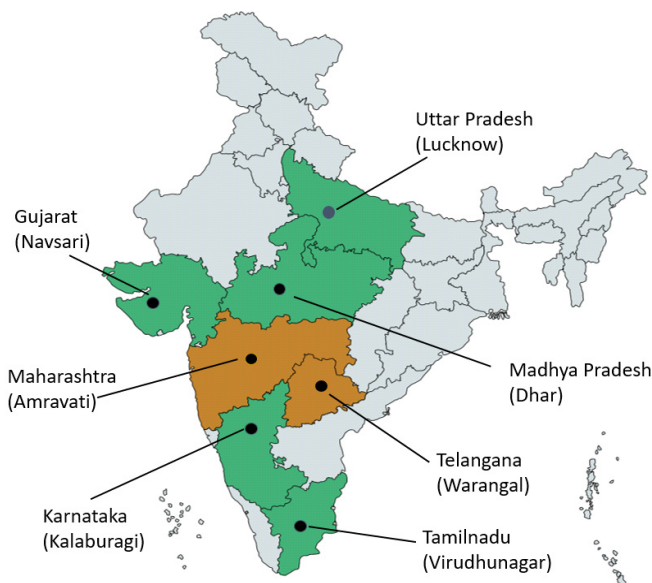 Uttar Pradesh
(Lucknow)
Gujarat
(Navsari)
Maharashtra
(Amravati)
Madhya Pradesh
(Dhar)
Telangana
(Warangal)
Karnataka
(Kalaburagi)
Tamilnadu
(Virudhunagar)